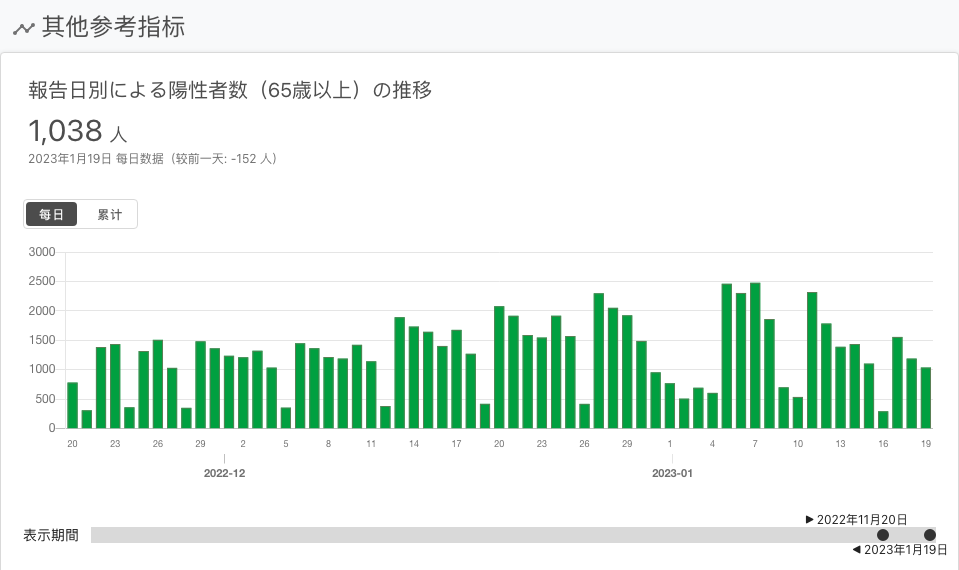 其他参考指标
報告日別による陽性者数（65歳以上）の推移
1,038 人
2023年1月19日 每日数据（较前一天: -152 人）
每日 累计
3000
2500
2000
1500
1000
500
0
20 23 26 29 2 5 8 11 14 17 20 23 26 29 1 4 7 10 13 16 19
2022-12 2023-01
▶ 2022年11月20日
表示期間
◀ 2023年1月19日